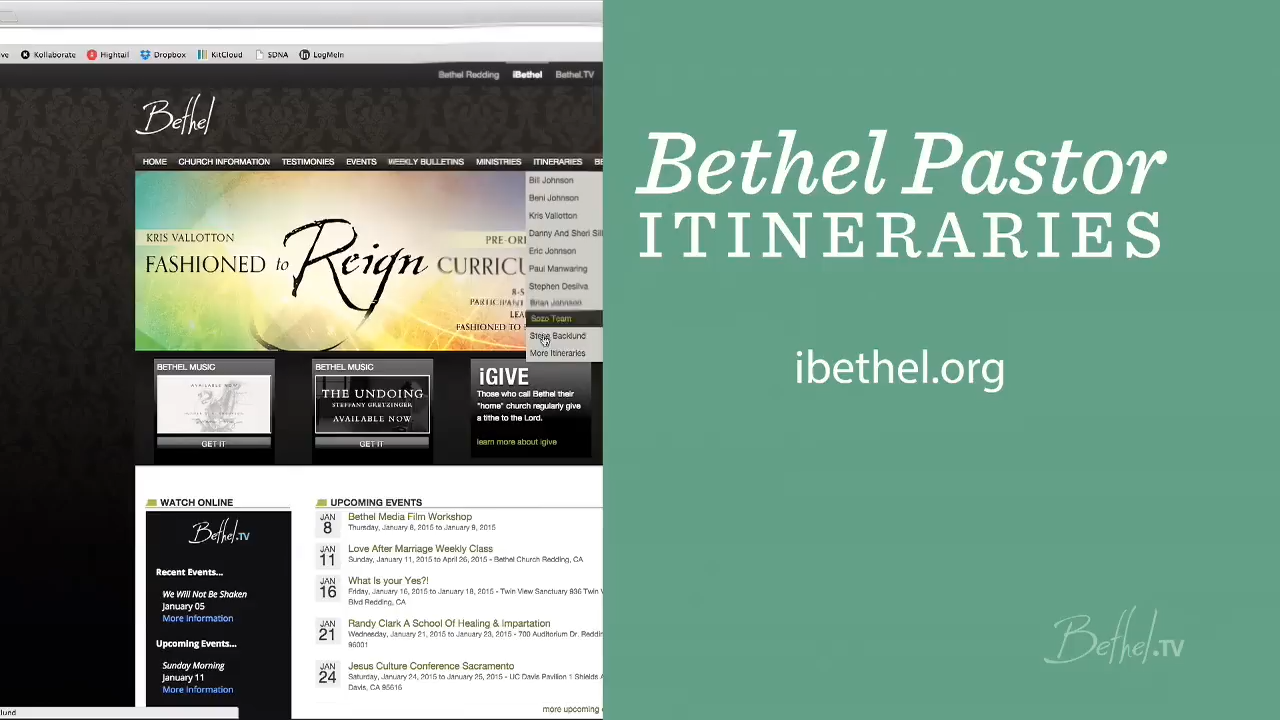 Kollaborate Hightail Dropbox KitCloud SDNA LogMeIn
Bethel Redding iBethel Bethel.TV
Bethel
HOME CHURCH INFORMATION TESTIMONIES EVENTS WEEKLY BULLETINS MINISTRIES ITINERARIES
Bill Johnson
Beni Johnson
Kris Vallotton
Danny And Sheri
Eric Johnson
Paul Manwaring
Stephen Desilva
Brian Johnson
Sozo Team
Steve Backlund
More Itineraries
KRIS VALLOTTON
FASHIONED to Reign
BETHEL MUSIC
AVAILABLE NOW
GET IT
BETHEL MUSIC
THE UNDOING
STEFFANY GRETZINGER
AVAILABLE NOW
GET IT
iGIVE
Those who call Bethel their
"home" church regularly give
a tithe to the Lord.
learn more about igive
WATCH ONLINE
Bethel.TV
Recent Events...
We Will Not Be Shaken
January 05
More Information
Upcoming Events...
Sunday Morning
January 11
More Information
UPCOMING EVENTS
JAN
8
Bethel Media Film Workshop
Thursday, January 8, 2015 to January 9, 2015
JAN
11
Love After Marriage Weekly Class
Sunday, January 11, 2015 to April 26, 2015 - Bethel Church Redding, CA
JAN
16
What Is your Yes?!
Friday, January 16, 2015 to January 18, 2015 - Twin View Sanctuary 936 Twin
Blvd Redding, CA
JAN
21
Randy Clark A School Of Healing & Impartation
Wednesday, January 21, 2015 to January 23, 2015 - 700 Auditorium Dr.
96001
JAN
24
Jesus Culture Conference Sacramento
Saturday, January 24, 2015 to January 25, 2015 - UC Davis Pavilion 1 Shields
Davis, CA 95616
more upcoming
Bethel Pastor
ITINERARIES
ibethel.org
Bethel.TV